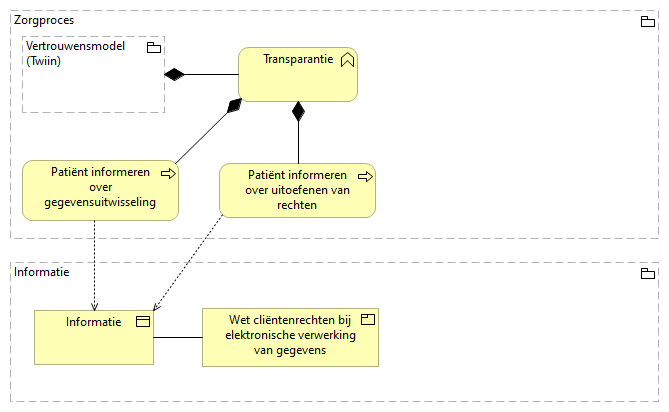 Zorgproces
Vertrouwensmodel
(Twiin)
Transparantie
Patiënt informeren
over
gegevensuitwisseling
Patiënt informeren
over uitoefenen van
rechten
Informatie
Informatie
Wet cliëntenrechten bij
elektronische verwerking
van gegevens